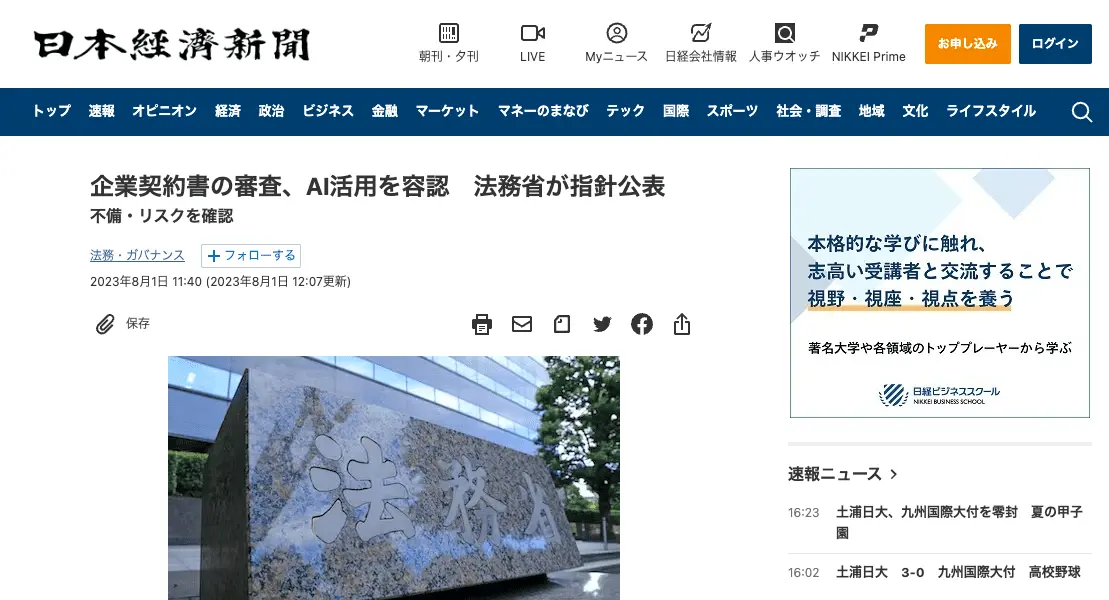 日本経済新聞
朝刊・夕刊
LIVE
Myニュース
日経会社情報
人事ウオッチ
NIKKEI Prime
お申し込み
ログイン
トップ 速報 オピニオン 経済 政治 ビジネス 金融 マーケット マネーのまなび テック 国際 スポーツ 社会・調査 地域 文化 ライフスタイル
企業契約書の審査、AI活用を容認　法務省が指針公表
不備・リスクを確認
法務・ガバナンス
フォローする
2023年8月1日 11:40 (2023年8月1日 12:07更新)
保存
法務省
本格的な学びに触れ、
志高い受講者と交流することで
視野・視座・視点を養う
著名大学や各領域のトッププレーヤーから学ぶ
日経ビジネススクール
NIKKEI BUSINESS SCHOOL
速報ニュース
16:23 土浦日大、九州国際大付を零封　夏の甲子
園
16:02 土浦日大　3-0　九州国際大付　高校野球